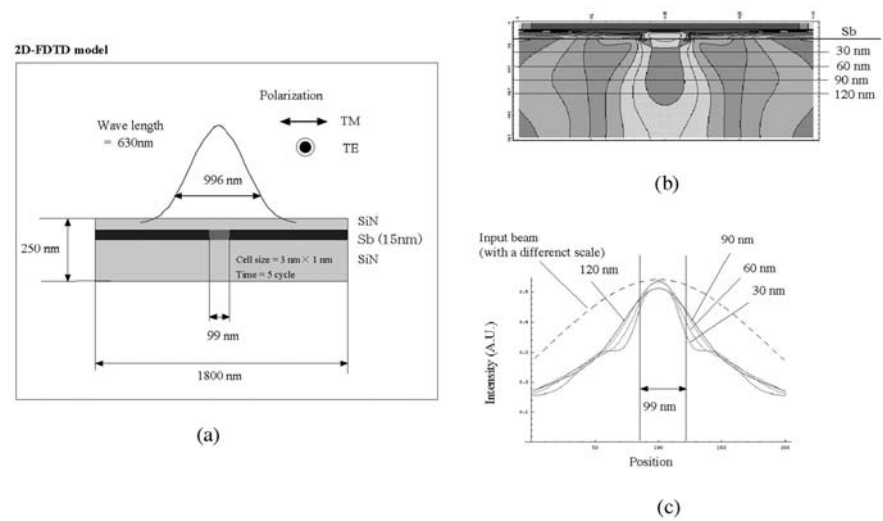 2D-FDTD model
Wave length
= 630nm
Polarization
TM
TE
996 nm
SiN
Sb (15nm)
SiN
250 nm
Cell size = 3 nm × 1 nm
Time = 5 cycle
99 nm
1800 nm
(a)
Sb
30 nm
60 nm
90 nm
120 nm
(b)
Input beam
(with a differenct scale)
120 nm
90 nm
60 nm
30 nm
Intensity (A.U.)
99 nm
50
100
Position
(c)